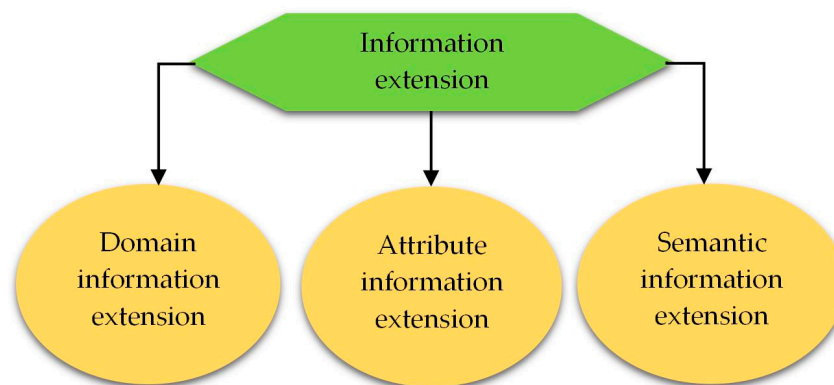 Information
extension
Domain
information
extension
Attribute
information
extension
Semantic
information
extension